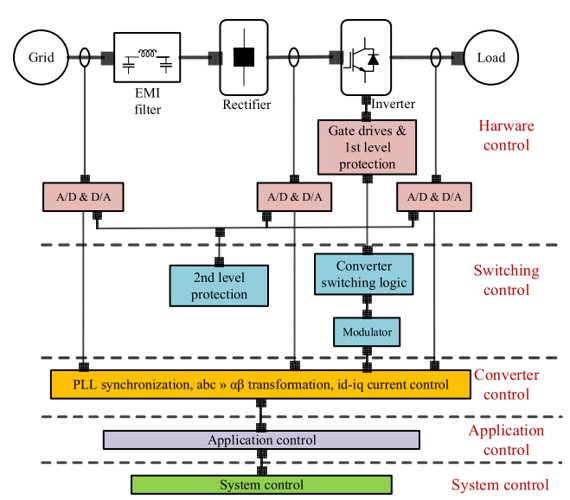 Grid
Load
EMI
filter
Rectifier
Inverter
Gate drives &
1st level
protection
Harware
control
A/D & D/A
A/D & D/A
A/D & D/A
2nd level
protection
Converter
switching logic
Switching
control
Modulator
PLL synchronization, abc » αβ transformation, id-iq current control
Converter
control
Application control
Application
control
System control
System control